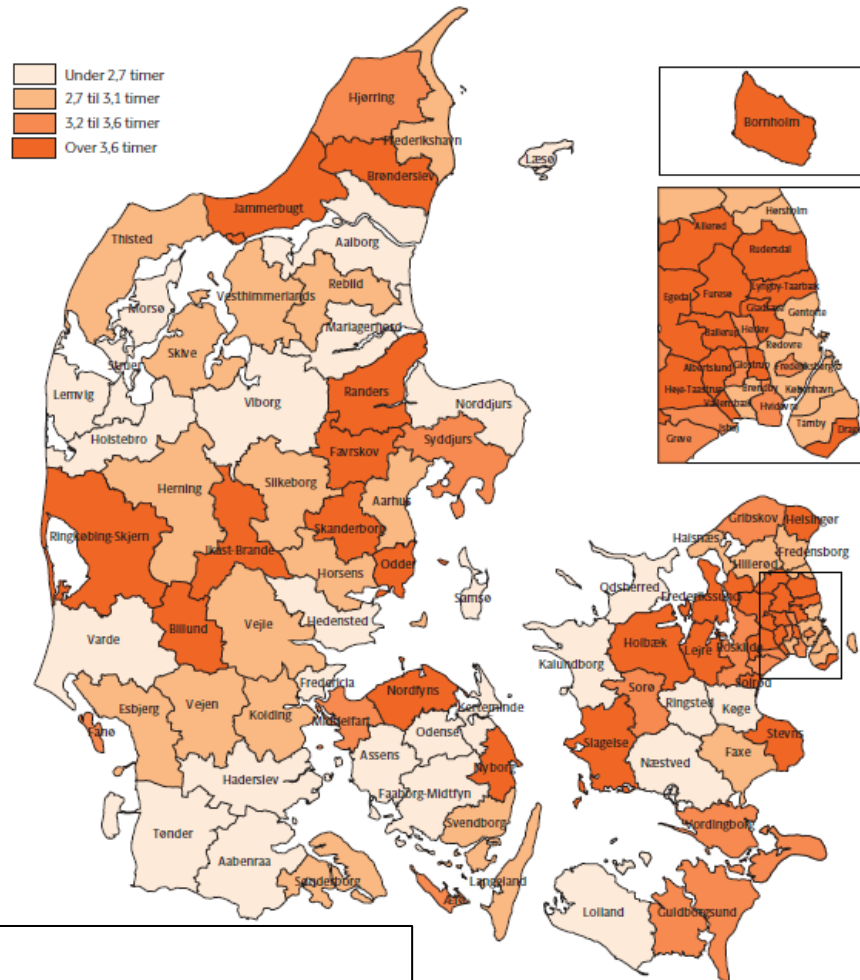 Under 2,7 timer
2,7 til 3,1 timer
3,2 til 3,6 timer
Over 3,6 timer
Hjørring
Frederikshavn
Læsø
Brønderslev
Jammerbugt
Aalborg
Thisted
Rebild
Vesthimmerlands
Morsø
Mariagerfjord
Skive
Struer
Lemvig
Viborg
Randers
Norddjurs
Holstebro
Syddjurs
Favrskov
Herning
Silkeborg
Aarhus
Ringkøbing-Skjern
Skanderborg
Ikast-Brande
Odder
Horsens
Samsø
Hedensted
Billund
Vejle
Varde
Fredericia
Nordfyns
Esbjerg
Vejen
Kolding
Middelfart
Kerteminde
Fanø
Odense
Assens
Nyborg
Haderslev
Faaborg-Midtfyn
Svendborg
Tønder
Aabenraa
Sønderborg
Langeland
Ærø
Bornholm
Hørsholm
Allerød
Rudersdal
Lyngby-Taarbæk
Egedal
Furesø
Gladsaxe
Gentofte
Ballerup
Herlev
Rødovre
Albertslund
Glostrup
Frederiksberg
Høje-Taastrup
Brøndby
København
Vallensbæk
Hvidovre
Ishøj
Tårnby
Drag
Greve
Gribskov
Helsingør
Halsnæs
Hillerød
Fredensborg
Odsherred
Frederikssund
Holbæk
Lejre
Roskilde
Kalundborg
Solrød
Sorø
Ringsted
Køge
Slagelse
Stevns
Næstved
Faxe
Vordingborg
Lolland
Guldborgsund